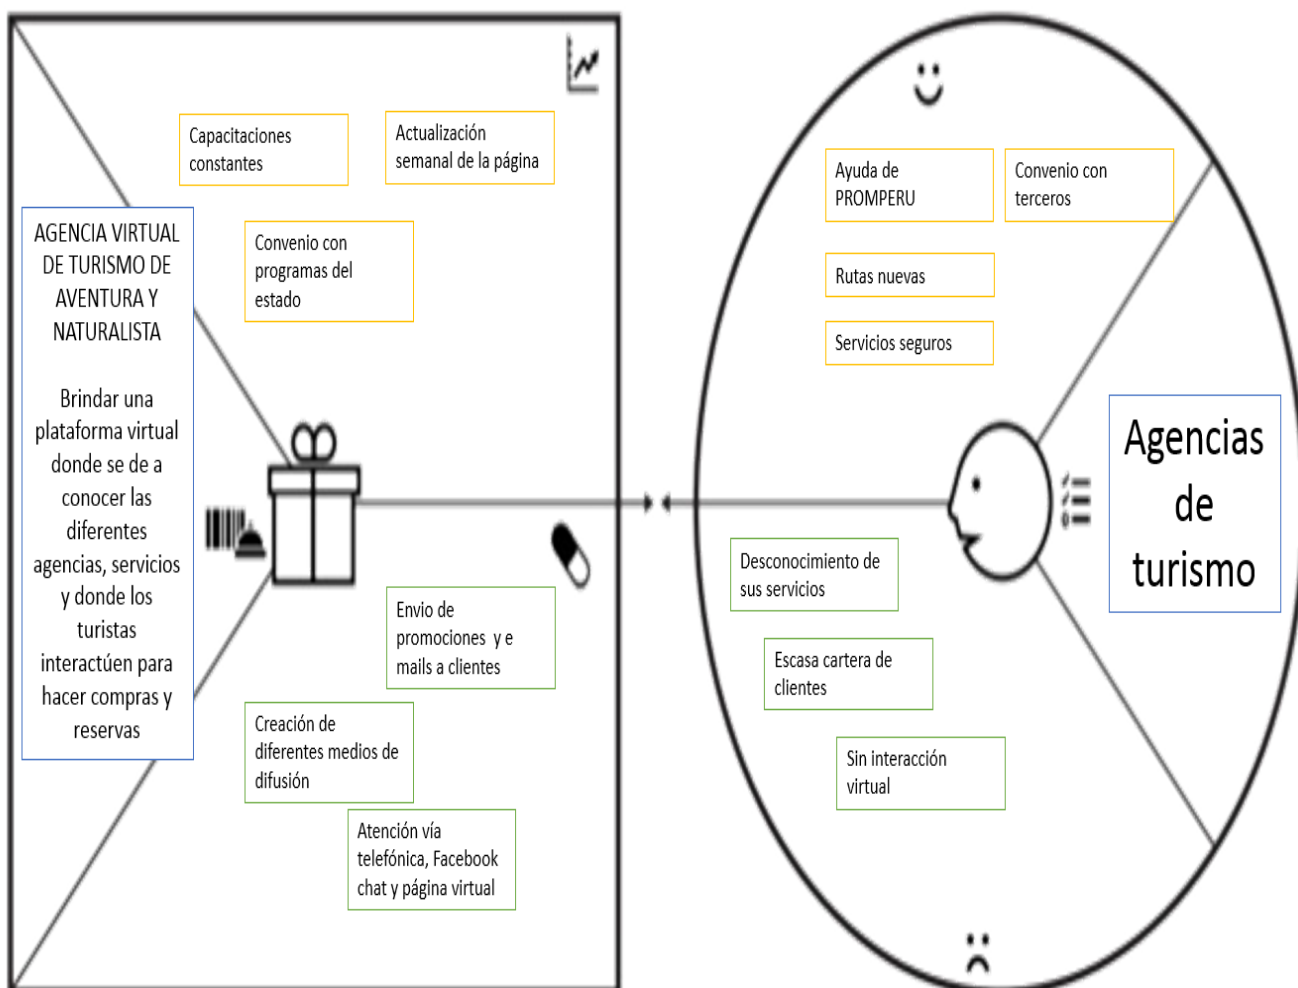 Capacitaciones
constantes
Actualización
semanal de la página
Convenio con
programas del
estado
AGENCIA VIRTUAL
DE TURISMO DE
AVENTURA Y
NATURALISTA
Brindar una
plataforma virtual
donde se de a
conocer las
diferentes
agencias, servicios
y donde los
turistas
interactúen para
hacer compras y
reservas
Envio de
promociones y e
mails a clientes
Creación de
diferentes medios de
difusión
Atención vía
telefónica, Facebook
chat y página virtual
Ayuda de
PROMPERU
Convenio con
terceros
Rutas nuevas
Servicios seguros
Agencias
de
turismo
Desconocimiento de
sus servicios
Escasa cartera de
clientes
Sin interacción
virtual